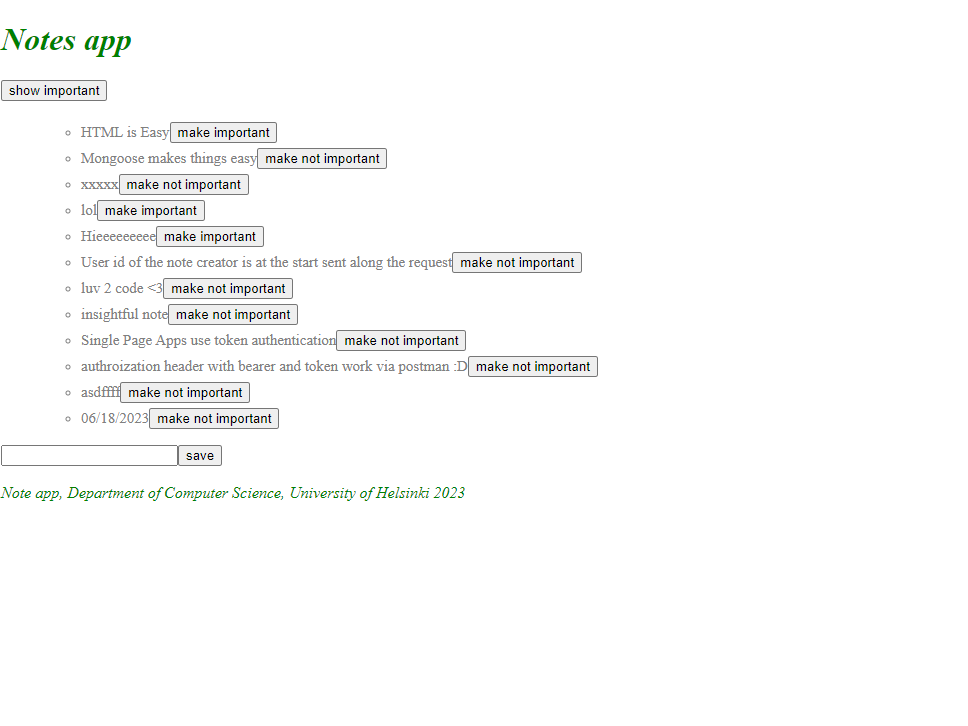 Notes app
show important
HTML is Easy make important
Mongoose makes things easy make not important
xxxxx make not important
lol make important
Hieeeeeeeee make important
User id of the note creator is at the start sent along the request make not important
luv 2 code <3 make not important
insightful note make not important
Single Page Apps use token authentication make not important
authroization header with bearer and token work via postman :D make not important
asdffff make not important
06/18/2023 make not important
save
Note app, Department of Computer Science, University of Helsinki 2023